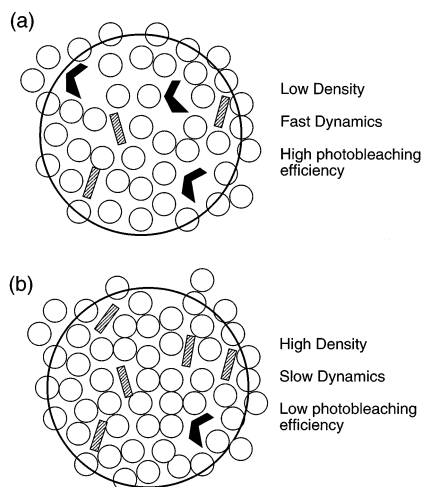 (a)
Low Density
Fast Dynamics
High photobleaching
efficiency
(b)
High Density
Slow Dynamics
Low photobleaching
efficiency